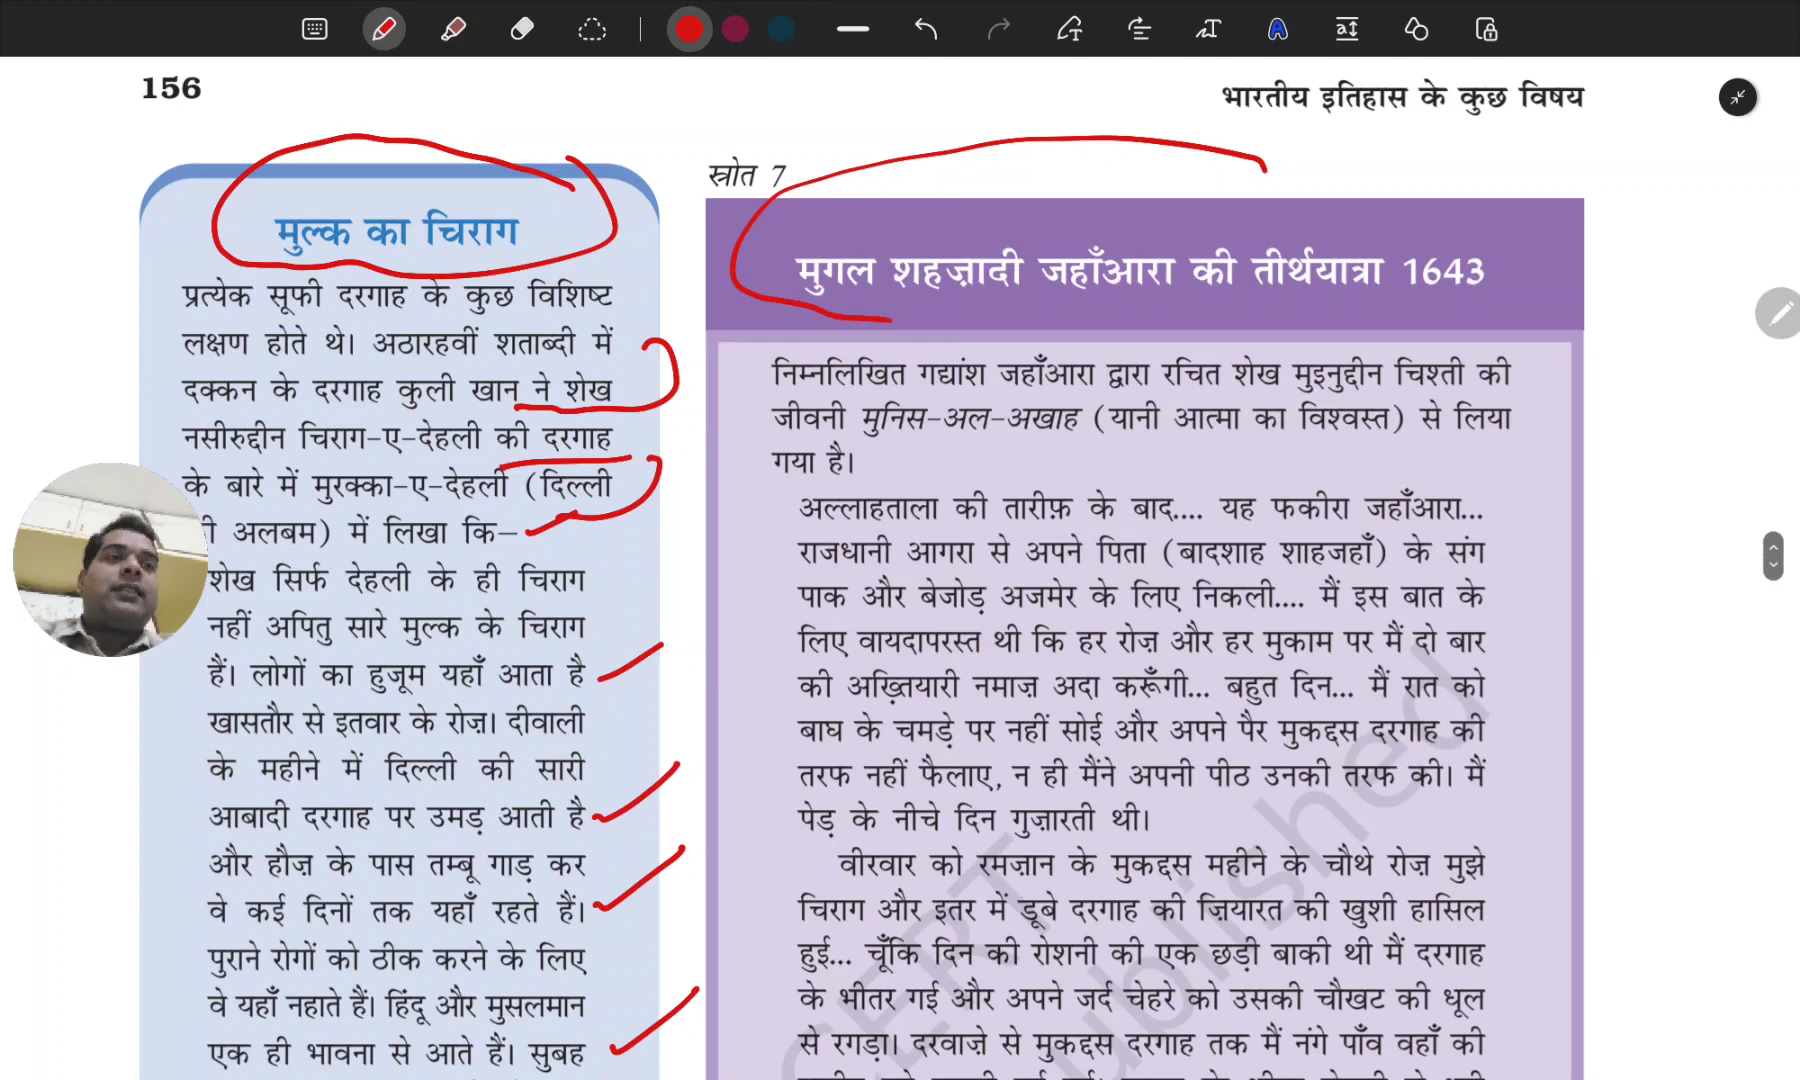 156
भारतीय इतिहास के कुछ विषय
मुल्क का चिराग
प्रत्येक सूफी दरगाह के कुछ विशिष्ट
लक्षण होते थे। अठारहवीं शताब्दी में
दक्कन के दरगाह कुली खान ने शेख
नसीरुद्दीन चिराग-ए-देहली की दरगाह
के बारे में मुरक्का-ए-देहली (दिल्ली
अलबम) में लिखा कि–
शेख सिर्फ देहली के ही चिराग
नहीं अपितु सारे मुल्क के चिराग
हैं। लोगों का हुजूम यहाँ आता है
खासतौर से इतवार के रोज़। दीवाली
के महीने में दिल्ली की सारी
आबादी दरगाह पर उमड़ आती है
और हौज़ के पास तम्बू गाड़ कर
वे कई दिनों तक यहाँ रहते हैं।
पुराने रोगों को ठीक करने के लिए
वे यहाँ नहाते हैं। हिंदू और मुसलमान
एक ही भावना से आते हैं। सुबह
स्रोत 7
मुगल शहज़ादी जहाँआरा की तीर्थयात्रा 1643
निम्नलिखित गद्यांश जहाँआरा द्वारा रचित शेख मुइनुद्दीन चिश्ती की
जीवनी मुनिस-अल-अखाह (यानी आत्मा का विश्वस्त) से लिया
गया है।
अल्लाहताला की तारीफ़ के बाद.... यह फकीरा जहाँआरा...
राजधानी आगरा से अपने पिता (बादशाह शाहजहाँ) के संग
पाक और बेजोड़ अजमेर के लिए निकली.... मैं इस बात के
लिए वायदापरस्त थी कि हर रोज़ और हर मुकाम पर मैं दो बार
की अख़्तियारी नमाज़ अदा करूँगी... बहुत दिन... मैं रात को
बाघ के चमड़े पर नहीं सोई और अपने पैर मुकद्दस दरगाह की
तरफ नहीं फैलाए, न ही मैंने अपनी पीठ उनकी तरफ की। मैं
पेड़ के नीचे दिन गुज़ारती थी।
वीरवार को रमज़ान के मुकद्दस महीने के चौथे रोज़ मुझे
चिराग और इतर में डूबे दरगाह की ज़ियारत की खुशी हासिल
हुई... चूँकि दिन की रोशनी की एक छड़ी बाकी थी मैं दरगाह
के भीतर गई और अपने जर्द चेहरे को उसकी चौखट की धूल
से रगड़ा। दरवाज़े से मुकद्दस दरगाह तक मैं नंगे पाँव वहाँ की